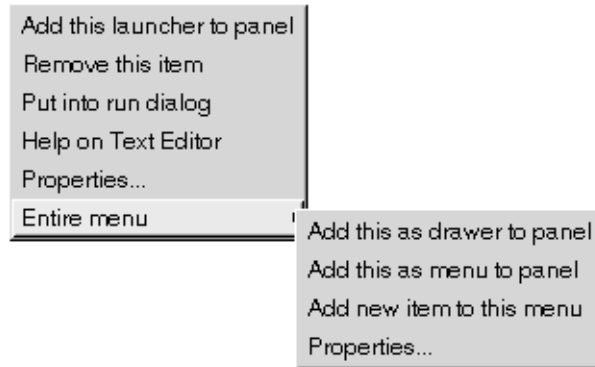 Add this launcher to panel
Remove this item
Put into run dialog
Help on Text Editor
Properties...
Entire menu
Add this as drawer to panel
Add this as menu to panel
Add new item to this menu
Properties...